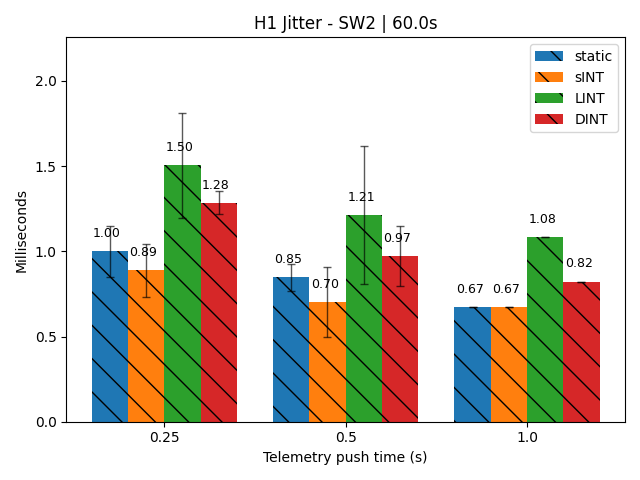 H1 Jitter - SW2 | 60.0s
static
sINT
LINT
DINT
Milliseconds
2.0
1.5
1.0
0.5
0.0
1.00
0.89
1.50
1.28
0.85
0.70
1.21
0.97
0.67
0.67
1.08
0.82
0.25
0.5
1.0
Telemetry push time (s)